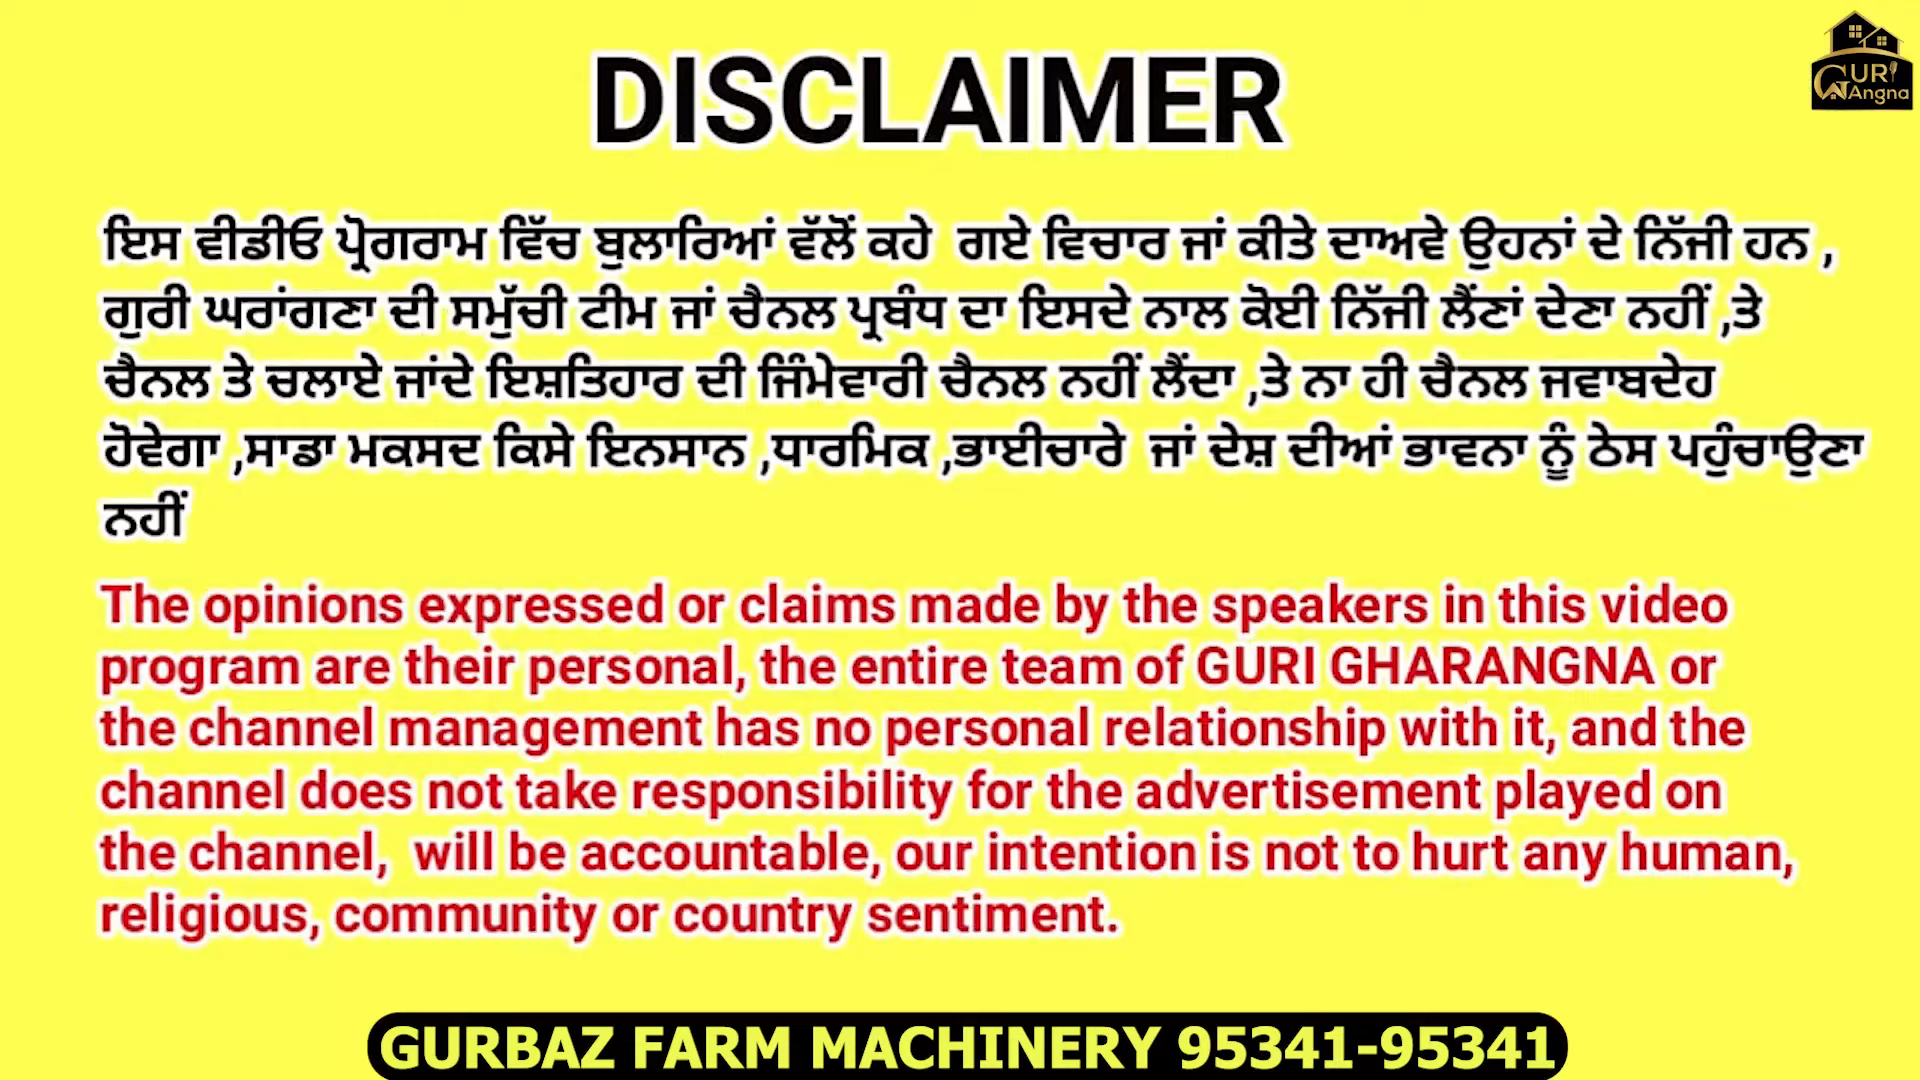 GURI
Angna
DISCLAIMER
ਇਸ ਵੀਡੀਓ ਪ੍ਰੋਗਰਾਮ ਵਿੱਚ ਬੁਲਾਰਿਆਂ ਵੱਲੋਂ ਕਹੇ ਗਏ ਵਿਚਾਰ ਜਾਂ ਕੀਤੇ ਦਾਅਵੇ ਉਹਨਾਂ ਦੇ ਨਿੱਜੀ ਹਨ ,
ਗੁਰੀ ਘਰਾਂਗਣਾ ਦੀ ਸਮੁੱਚੀ ਟੀਮ ਜਾਂ ਚੈਨਲ ਪ੍ਰਬੰਧ ਦਾ ਇਸਦੇ ਨਾਲ ਕੋਈ ਨਿੱਜੀ ਲੈਂਣਾਂ ਦੇਣਾ ਨਹੀਂ ,ਤੇ
ਚੈਨਲ ਤੇ ਚਲਾਏ ਜਾਂਦੇ ਇਸ਼ਤਿਹਾਰ ਦੀ ਜਿੰਮੇਵਾਰੀ ਚੈਨਲ ਨਹੀਂ ਲੈਂਦਾ ,ਤੇ ਨਾ ਹੀ ਚੈਨਲ ਜਵਾਬਦੇਹ
ਹੋਵੇਗਾ ,ਸਾਡਾ ਮਕਸਦ ਕਿਸੇ ਇਨਸਾਨ ,ਧਾਰਮਿਕ ,ਭਾਈਚਾਰੇ ਜਾਂ ਦੇਸ਼ ਦੀਆਂ ਭਾਵਨਾ ਨੂੰ ਠੇਸ ਪਹੁੰਚਾਉਣਾ
ਨਹੀਂ
The opinions expressed or claims made by the speakers in this video
program are their personal, the entire team of GURI GHARANGNA or
the channel management has no personal relationship with it, and the
channel does not take responsibility for the advertisement played on
the channel, will be accountable, our intention is not to hurt any human,
religious, community or country sentiment.
GURBAZ FARM MACHINERY 95341-95341